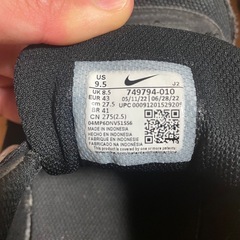 US
9.5
J2
UK 8.5 749794-010
EUR 43 05/11/22 | 06/28/22
cm 27.5 UPC 00091201529209
BR 41
CN 275(2.5)
MADE IN INDONESIA
HECHO EN INDONESIA
FABRIQUE EN INDONESIE
FABRICADO NA INDONESIA